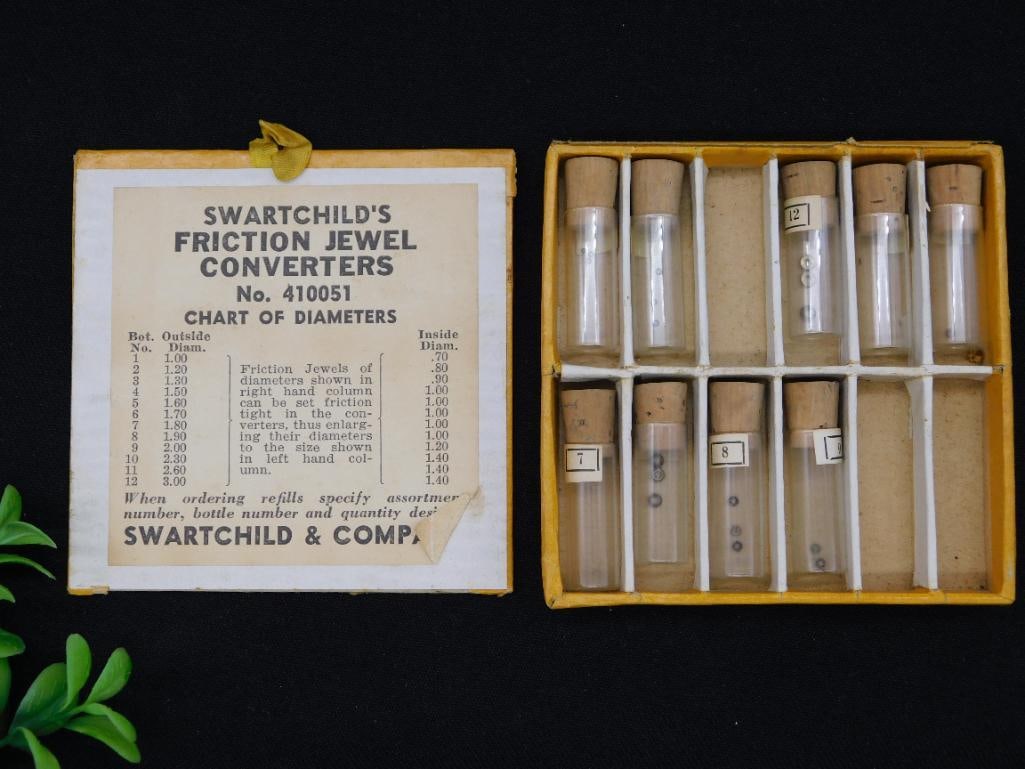 SWARTCHILD'S
FRICTION JEWEL
CONVERTERS
No. 410051
CHART OF DIAMETERS
Bot. Outside Inside
No. Diam. Diam.
1 1.00 .70
2 1.20 .80
3 1.30 .90
4 1.50 1.00
5 1.60 1.00
6 1.70 1.00
7 1.80 1.00
8 1.90 1.00
9 2.00 1.20
10 2.30 1.40
11 2.60 1.40
12 3.00 1.40
Friction Jewels of
diameters shown in
right hand column
can be set friction
tight in the con-
verters, thus enlarg-
ing their diameters
to the size shown
in left hand col-
umn.
When ordering refills specify assortmen
number, bottle number and quantity desi
SWARTCHILD & COMPA
12
7
8
9